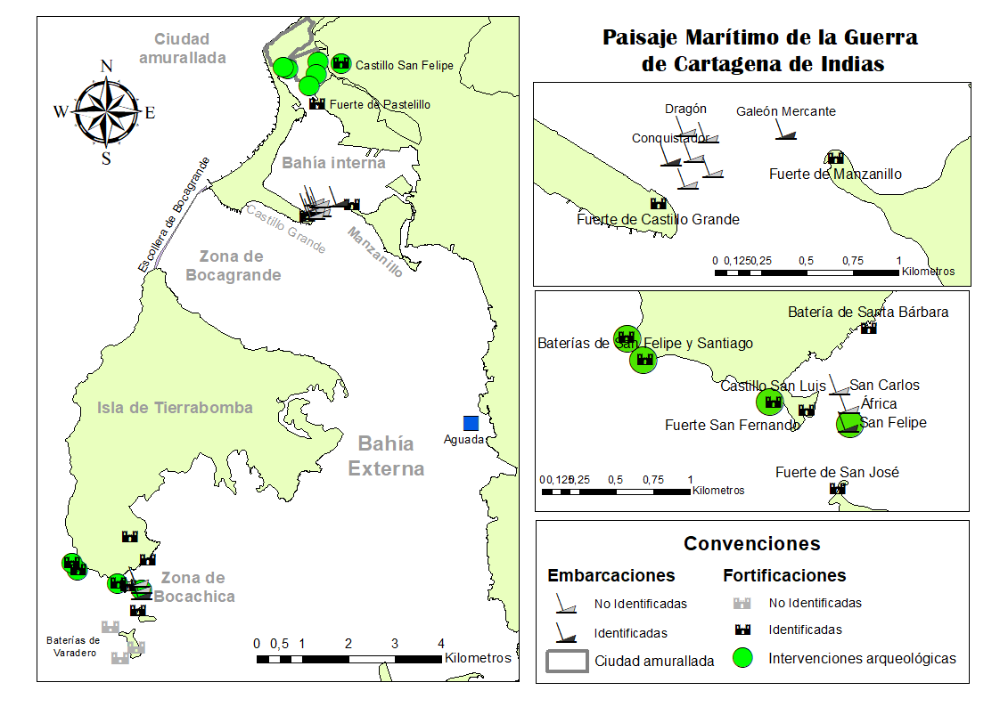 Paisaje Marítimo de la Guerra
de Cartagena de Indias
Ciudad
amurallada
Castillo San Felipe
Fuerte de Pastelillo
N
W
E
S
Bahía interna
Escollera de Bocagrande
Castillo Grande
Manzanillo
Zona de
Bocagrande
Isla de Tierrabomba
Bahía
Externa
Aguada
Zona de
Bocachica
Baterías de
Varadero
0 0,5 1 2 3 4
Kilometros
Dragón
Galeón Mercante
Conquistador
Fuerte de Manzanillo
Fuerte de Castillo Grande
0 0,125 0,25 0,5 0,75 1
Kilometros
Batería de Santa Bárbara
Baterías de San Felipe y Santiago
Castillo San Luis
San Carlos
África
Fuerte San Fernando
San Felipe
Fuerte de San José
0 0,125 0,25 0,5 0,75 1
Kilometros
Convenciones
Embarcaciones
No Identificadas
Identificadas
Ciudad amurallada
Fortificaciones
No Identificadas
Identificadas
Intervenciones arqueológicas